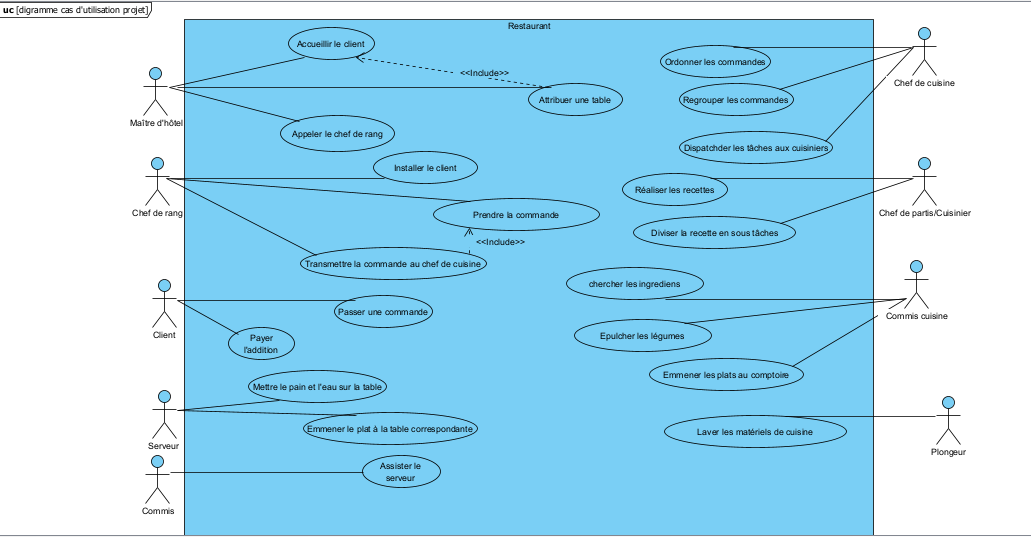 uc [digramme cas d'utilisation projet]
Restaurant
Accueillir le client
<<Include>>
Attribuer une table
Maître d'hôtel
Appeler le chef de rang
Installer le client
Chef de rang
Prendre la commande
<<Include>>
Transmettre la commande au chef de cuisine
Passer une commande
Client
Payer
l'addition
Mettre le pain et l'eau sur la table
Emmener le plat à la table correspondante
Serveur
Assister le
serveur
Commis
Ordonner les commandes
Chef de cuisine
Regrouper les commandes
Dispatchder les tâches aux cuisiniers
Réaliser les recettes
Chef de partis/Cuisinier
Diviser la recette en sous tâches
chercher les ingrediens
Commis cuisine
Epulcher les légumes
Emmener les plats au comptoire
Laver les matériels de cuisine
Plongeur